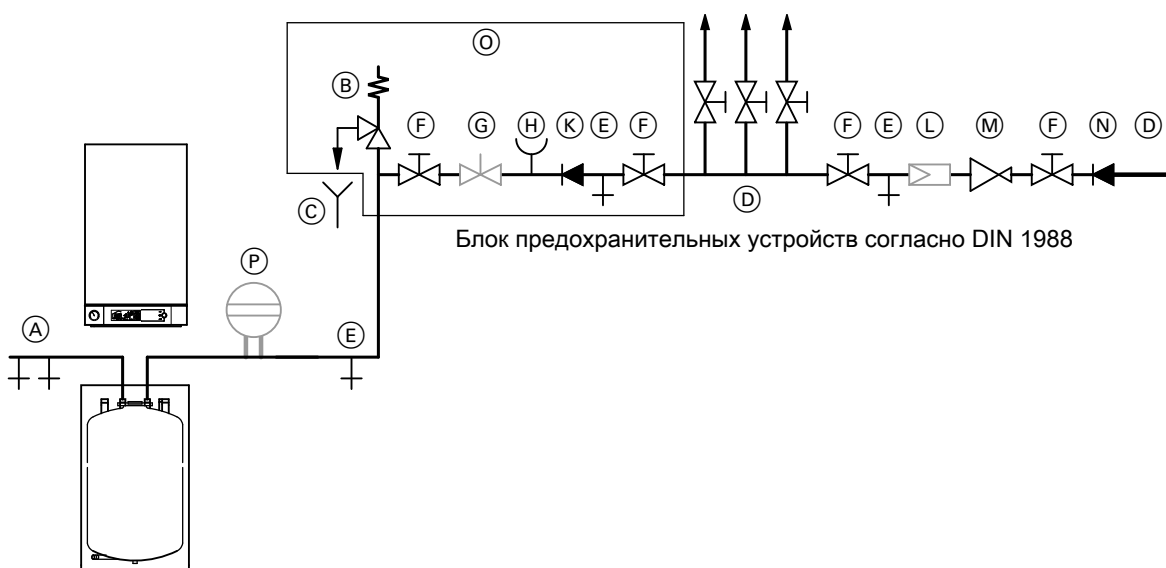 O
B
F G H K E F F E L M F N D
C
D
Блок предохранительных устройств согласно DIN 1988
P
A
E